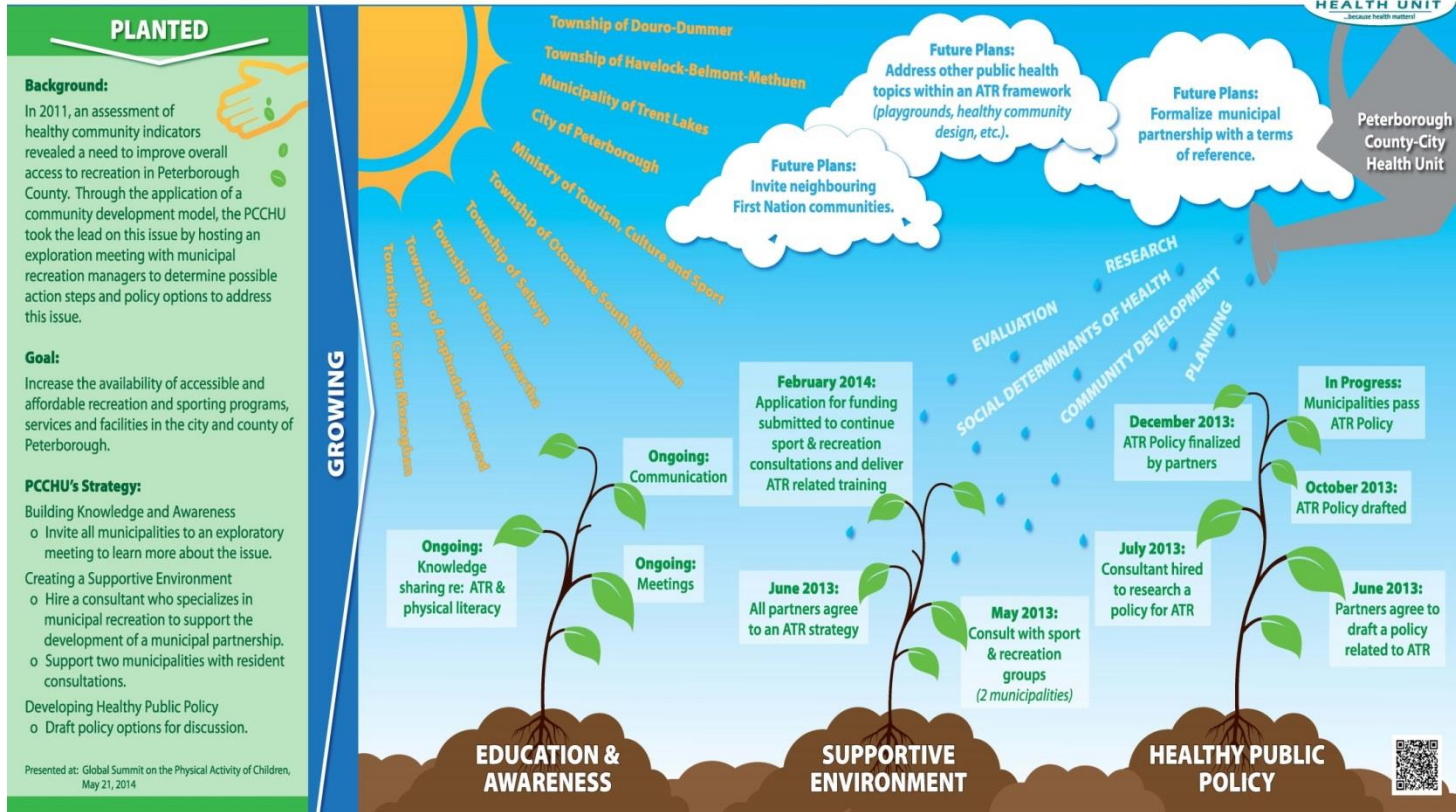 HEALTH UNIT
...because health matters!
PLANTED
Background:
In 2011, an assessment of
healthy community indicators
revealed a need to improve overall
access to recreation in Peterborough
County. Through the application of a
community development model, the PCCHU
took the lead on this issue by hosting an
exploration meeting with municipal
recreation managers to determine possible
action steps and policy options to address
this issue.
Goal:
Increase the availability of accessible and
affordable recreation and sporting programs,
services and facilities in the city and county of
Peterborough.
PCCHU's Strategy:
Building Knowledge and Awareness
o Invite all municipalities to an exploratory
meeting to learn more about the issue.
Creating a Supportive Environment
o Hire a consultant who specializes in
municipal recreation to support the
development of a municipal partnership.
o Support two municipalities with resident
consultations.
Developing Healthy Public Policy
o Draft policy options for discussion.
Presented at: Global Summit on the Physical Activity of Children,
May 21, 2014
GROWING
Township of Douro-Dummer
Township of Havelock-Belmont-Methuen
Municipality of Trent Lakes
City of Peterborough
Ministry of Tourism, Culture and Sport
Township of Otonabee South Monaghan
Township of Selwyn
Township of North Kawartha
Township of Asphodel-Norwood
Township of Cavan Monaghan
Future Plans:
Address other public health
topics within an ATR framework
(playgrounds, healthy community
design, etc.).
Future Plans:
Invite neighbouring
First Nation communities.
Future Plans:
Formalize municipal
partnership with a terms
of reference.
Peterborough
County-City
Health Unit
RESEARCH
EVALUATION
SOCIAL DETERMINANTS OF HEALTH
COMMUNITY DEVELOPMENT
PLANNING
Ongoing:
Communication
Ongoing:
Knowledge
sharing re: ATR &
physical literacy
Ongoing:
Meetings
EDUCATION &
AWARENESS
February 2014:
Application for funding
submitted to continue
sport & recreation
consultations and deliver
ATR related training
June 2013:
All partners agree
to an ATR strategy
May 2013:
Consult with sport
& recreation
groups
(2 municipalities)
SUPPORTIVE
ENVIRONMENT
In Progress:
Municipalities pass
ATR Policy
December 2013:
ATR Policy finalized
by partners
October 2013:
ATR Policy drafted
July 2013:
Consultant hired
to research a
policy for ATR
June 2013:
Partners agree to
draft a policy
related to ATR
HEALTHY PUBLIC
POLICY